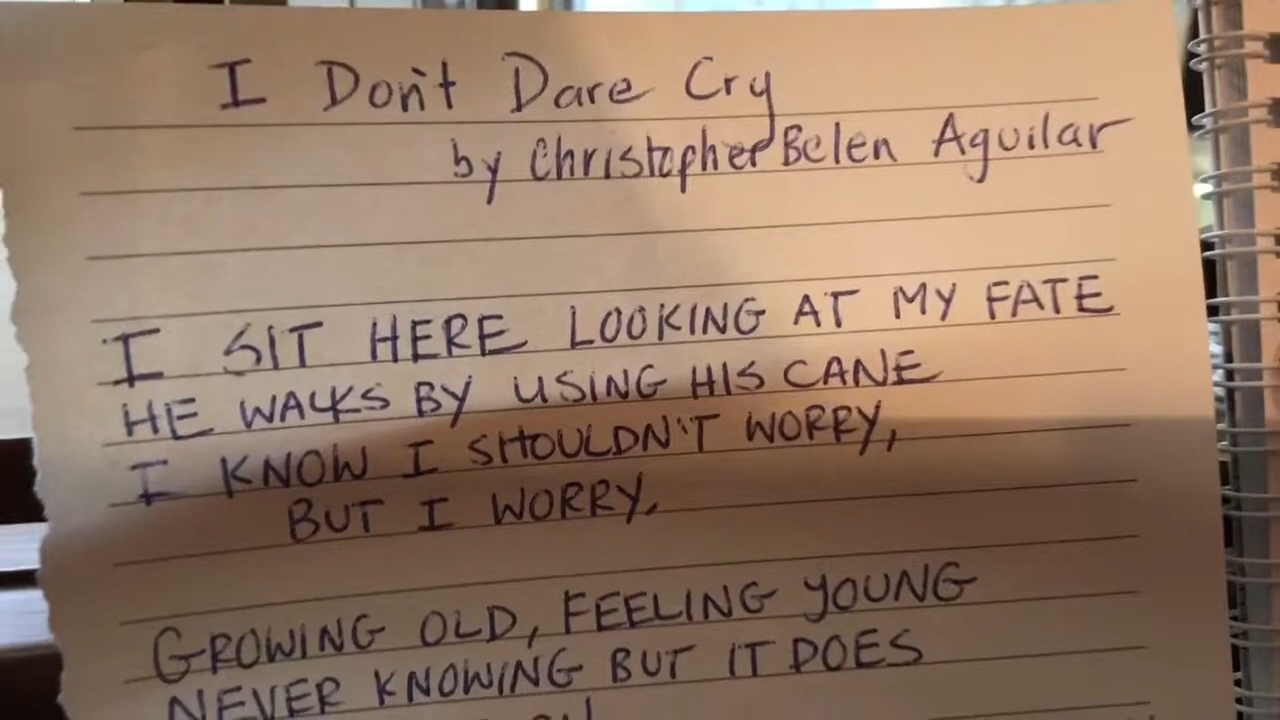 I Don't Dare Cry
by Christopher Belen Aguilar
I SIT HERE LOOKING AT MY FATE
HE WALKS BY USING HIS CANE
I KNOW I SHOULDN'T WORRY,
BUT I WORRY.
GROWING OLD, FEELING YOUNG
NEVER KNOWING BUT IT DOES